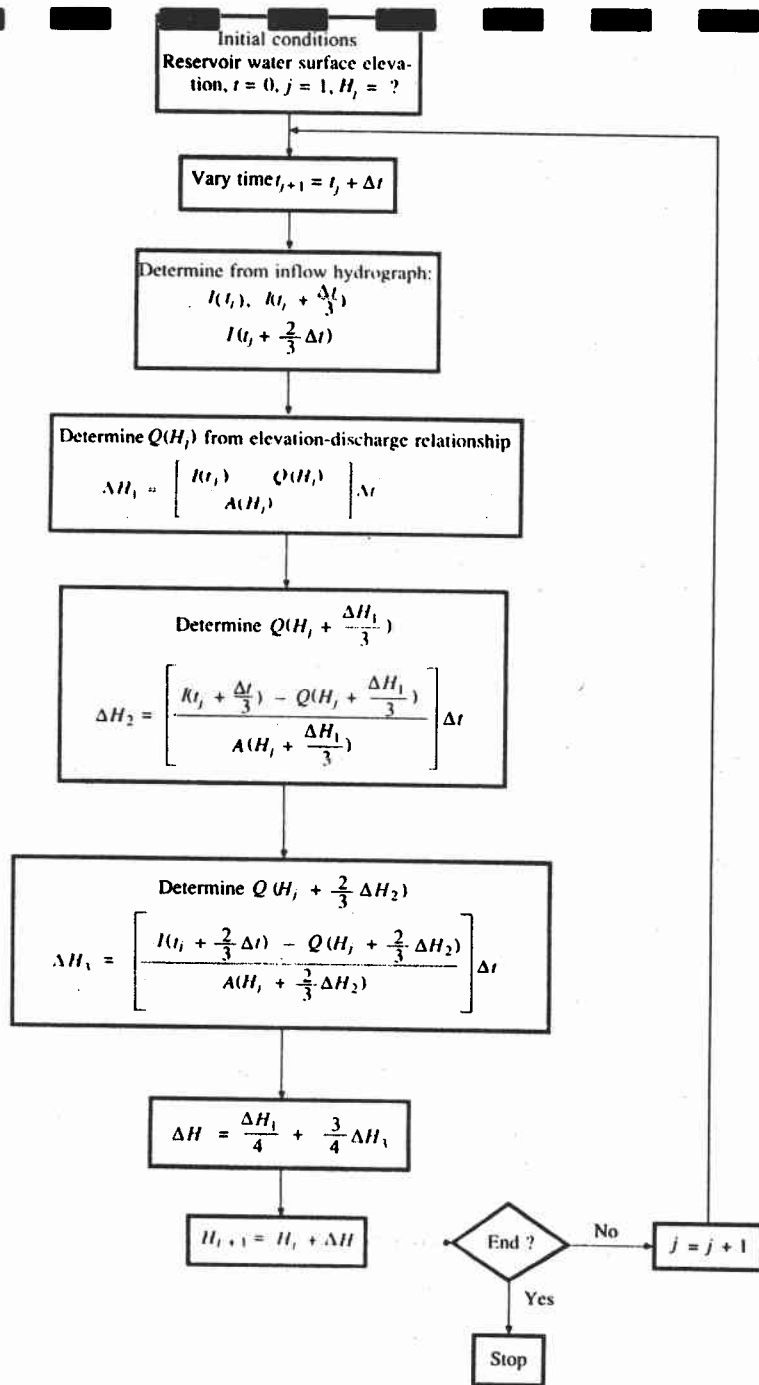 Initial conditions
Reservoir water surface eleva-
tion, t = 0, j = 1, H_j = ?
Vary time t_{j+1} = t_j + Δt
Determine from inflow hydrograph:
I(t_j), I(t_j + Δt/3)
I(t_j + 2/3 Δt)
Determine Q(H_j) from elevation-discharge relationship
ΔH_1 = [ I(t_j) Q(H_j) / A(H_j) ] Δt
Determine Q(H_j + ΔH_1/3)
ΔH_2 = [ I(t_j + Δt/3) − Q(H_j + ΔH_1/3) / A(H_j + ΔH_1/3) ] Δt
Determine Q (H_j + 2/3 ΔH_2)
ΔH_3 = [ I(t_j + 2/3 Δt) − Q(H_j + 2/3 ΔH_2) / A(H_j + 2/3 ΔH_2) ] Δt
ΔH = ΔH_1/4 + 3/4 ΔH_3
H_{j+1} = H_j + ΔH
End ?
No
j = j + 1
Yes
Stop